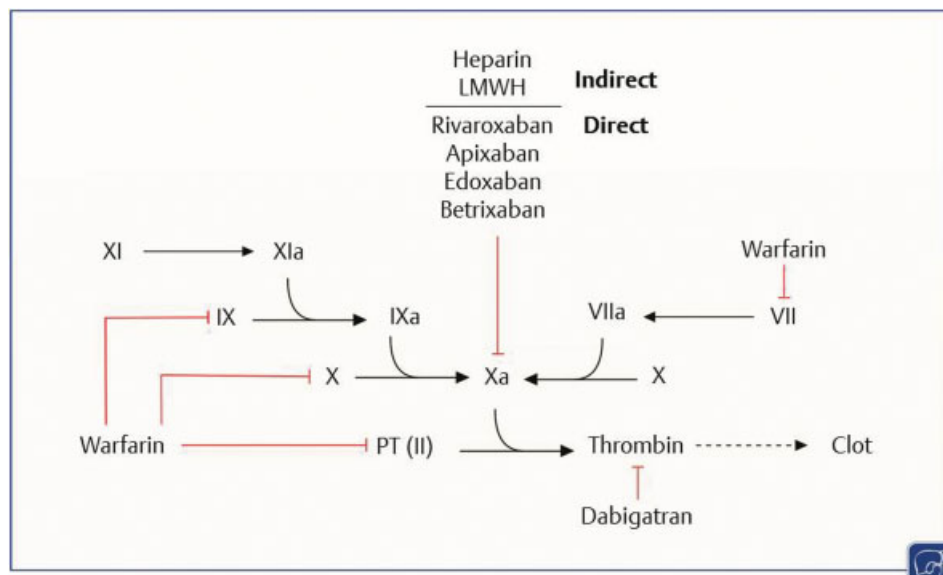 Heparin
LMWH
Indirect
Rivaroxaban
Direct
Apixaban
Edoxaban
Betrixaban
XI
XIa
Warfarin
IX
IXa
VIIa
VII
X
Xa
X
Warfarin
PT (II)
Thrombin
Clot
Dabigatran